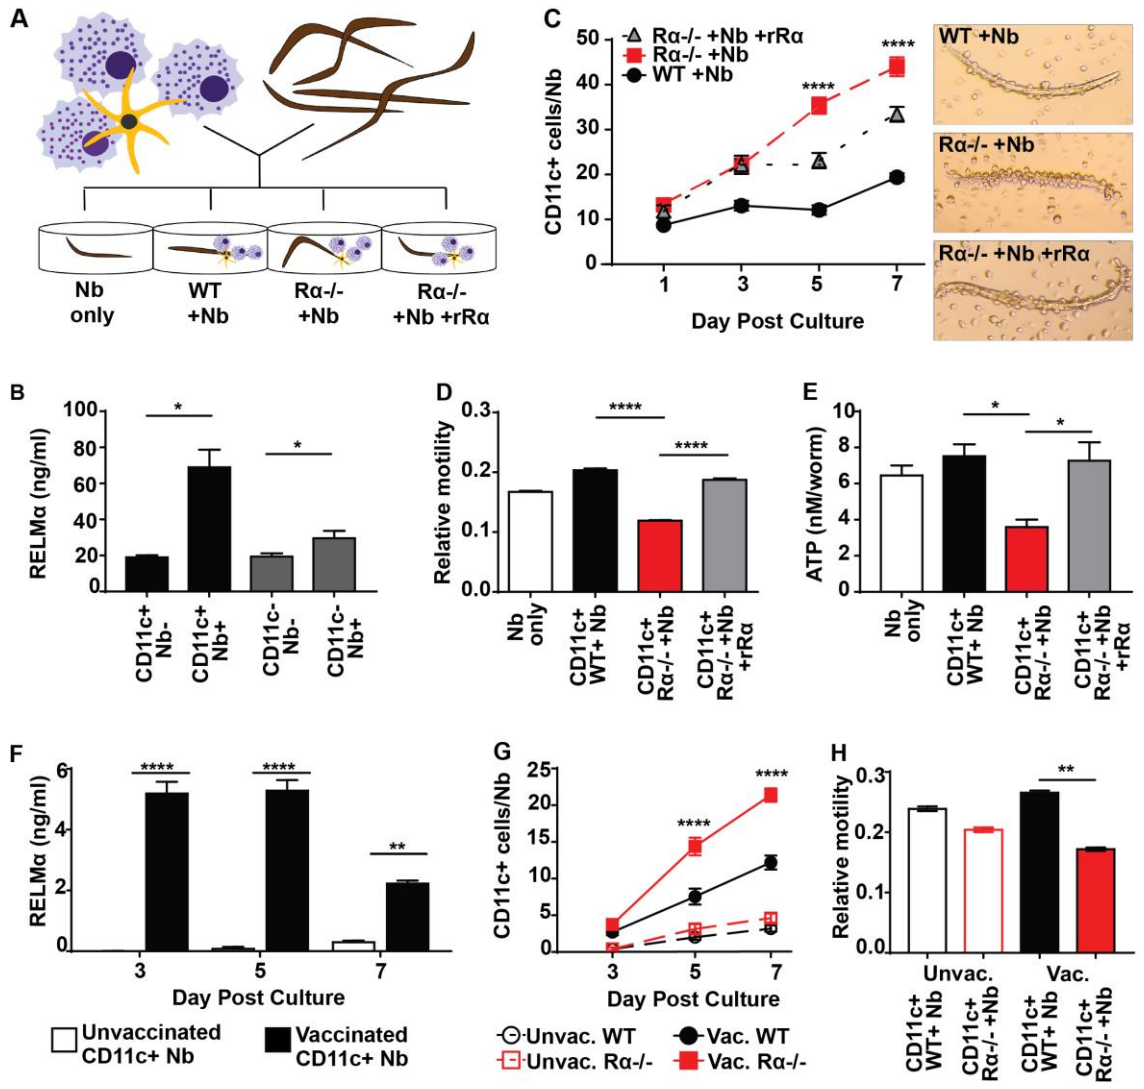 A
Nb
only
WT
+Nb
Rα-/-
+Nb
Rα-/-
+Nb +rRα
C
Rα-/- +Nb +rRα
Rα-/- +Nb
WT +Nb
CD11c+ cells/Nb
50
40
30
20
10
0
****
****
1
3
5
7
Day Post Culture
WT +Nb
Rα-/- +Nb
Rα-/- +Nb +rRα
B
RELMα (ng/ml)
100
80
60
40
20
0
*
*
CD11c+
Nb-
CD11c+
Nb+
CD11c-
Nb-
CD11c-
Nb+
D
Relative motility
0.3
0.2
0.1
0.0
****
****
Nb
only
CD11c+
WT+ Nb
CD11c+
Rα-/- +Nb
CD11c+
Rα-/- +Nb
+rRα
E
ATP (nM/worm)
10
8
6
4
2
0
*
*
Nb
only
CD11c+
WT+ Nb
CD11c+
Rα-/- +Nb
CD11c+
Rα-/- +Nb
+rRα
F
RELMα (ng/ml)
6
4
2
0
****
****
**
3
5
7
Day Post Culture
Unvaccinated
CD11c+ Nb
Vaccinated
CD11c+ Nb
G
CD11c+ cells/Nb
25
20
15
10
5
0
****
****
3
5
7
Day Post Culture
Unvac. WT
Vac. WT
Unvac. Rα-/-
Vac. Rα-/-
H
Relative motility
0.3
0.2
0.1
0.0
**
Unvac.
Vac.
CD11c+
WT+ Nb
CD11c+
Rα-/- +Nb
CD11c+
WT+ Nb
CD11c+
Rα-/- +Nb